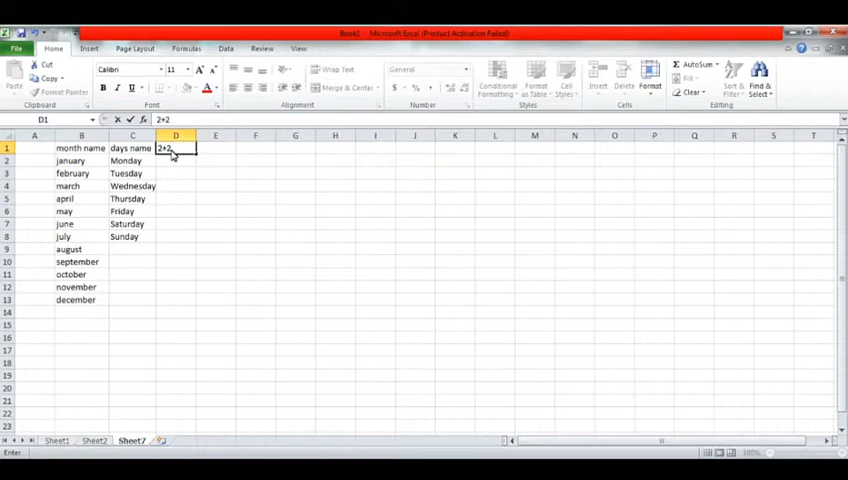 Book1 - Microsoft Excel (Product Activation Failed)
File Home Insert Page Layout Formulas Data Review View
Cut Calibri 11 Wrap Text General Σ AutoSum
Paste Copy Conditional Formatting Format as Table Cell Styles Insert Delete Format Fill Sort & Filter Find & Select
Format Painter B I U A Merge & Center $ % , Clear
Clipboard Font Alignment Number Styles Cells Editing
D1 fx 2+2
A B C D E F G H I J K L M N O P Q R S T
1 month name days name 2+2
2 january Monday
3 february Tuesday
4 march Wednesday
5 april Thursday
6 may Friday
7 june Saturday
8 july Sunday
9 august
10 september
11 october
12 november
13 december
14
15
16
17
18
19
20
21
22
23
Sheet1 Sheet2 Sheet7
Enter 100%